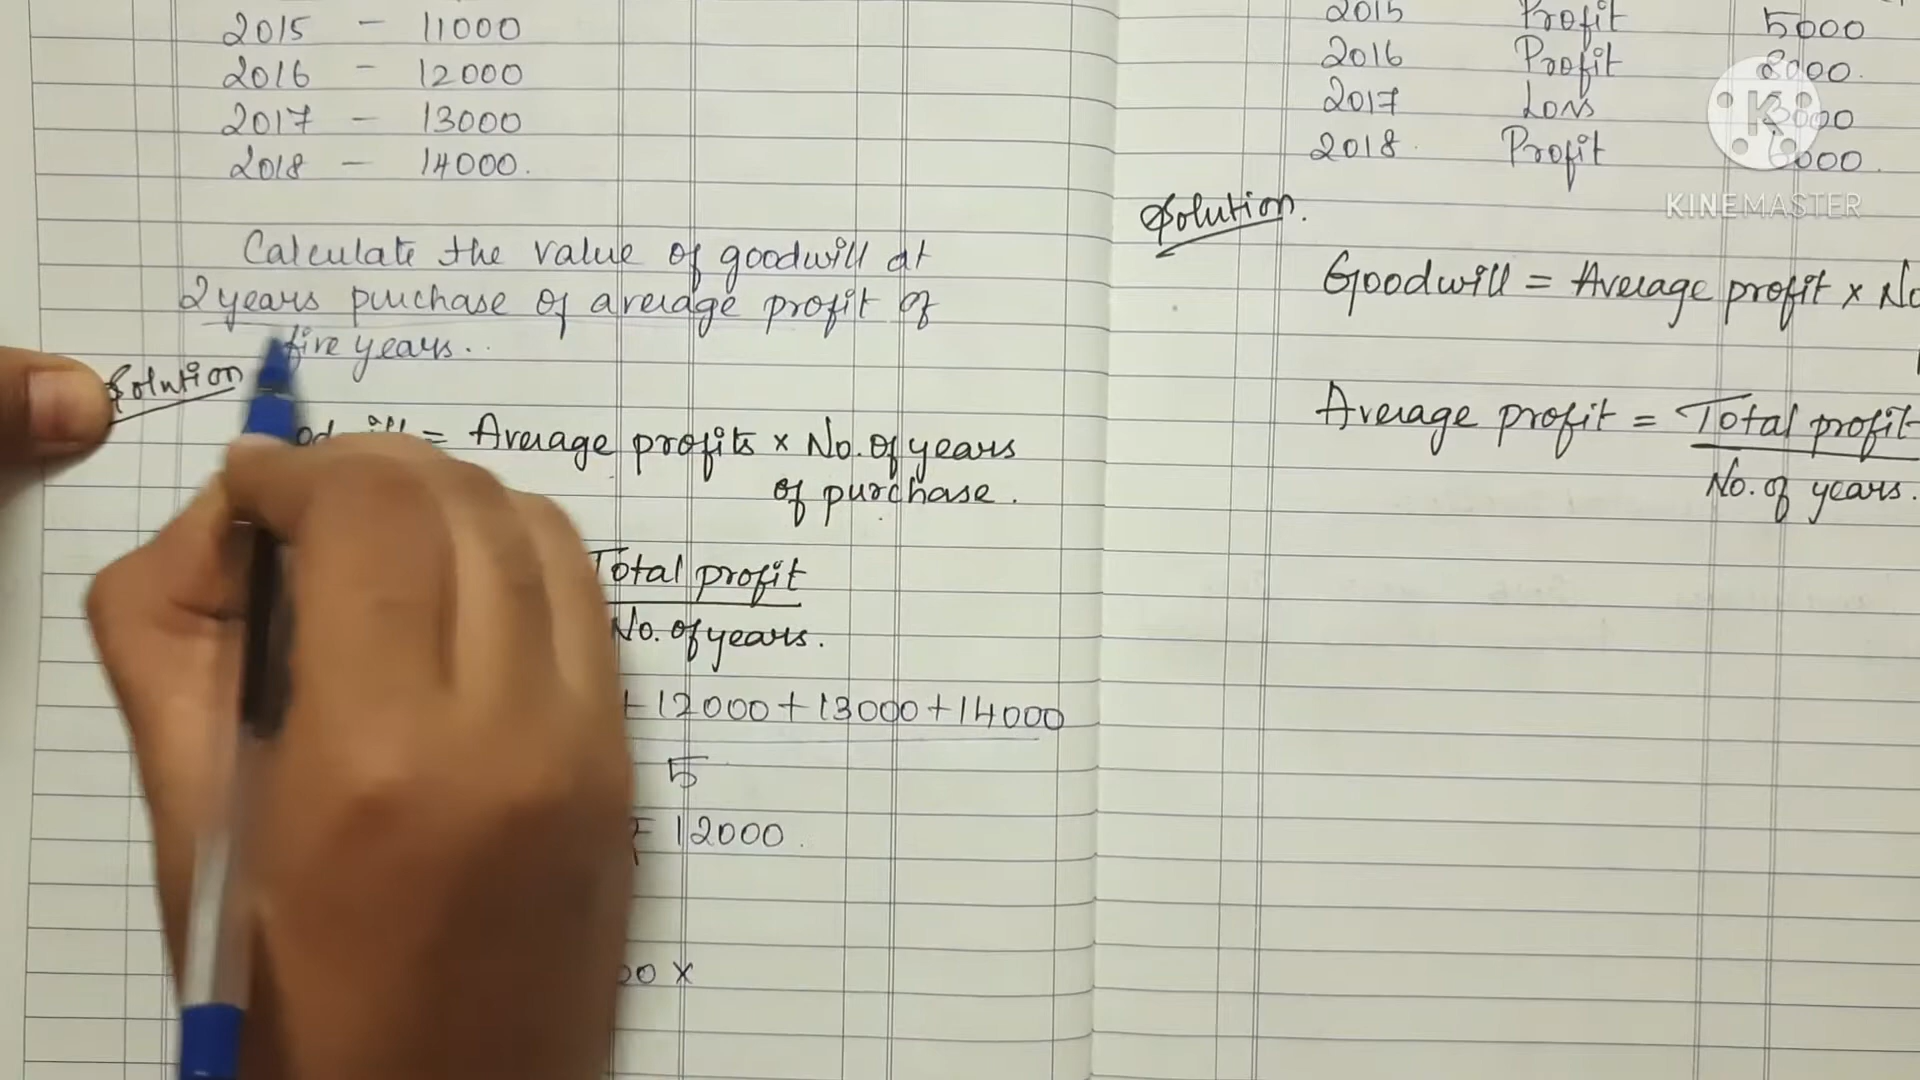 2015 - 11000
2016 - 12000
2017 - 13000
2018 - 14000.
Calculate the value of goodwill at
2 years purchase of average profit of
five years.
Solution
= Average profits × No. of years
of purchase.
Total profit
No. of years.
+ 12000 + 13000 + 14000
5
= 12000.
00 ×
2015 Profit 5000
2016 Profit
2017 Loss
2018. Profit 6000.
KINEMASTER
Solution.
Goodwill = Average profit × No
Average profit = Total profit
No. of years.